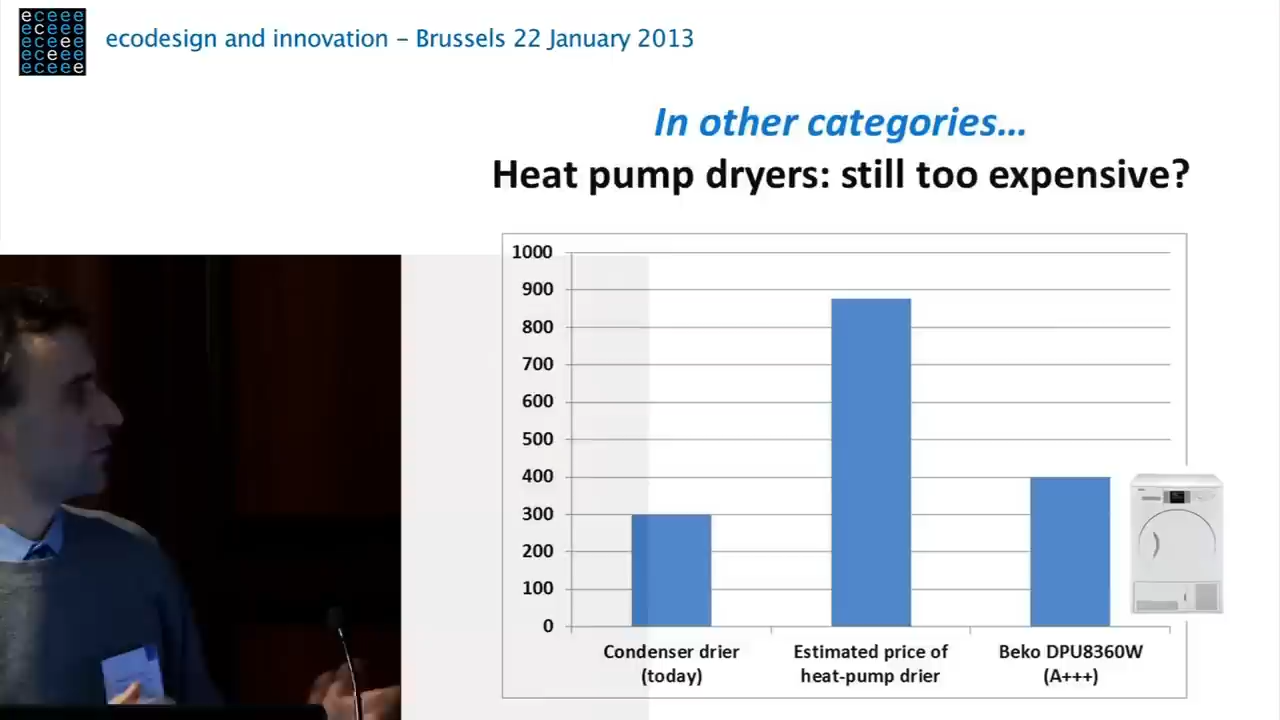 eceee
eceee
eceee
eceee
eceee
ecodesign and innovation – Brussels 22 January 2013
In other categories...
Heat pump dryers: still too expensive?
1000
900
800
700
600
500
400
300
200
100
0
Condenser drier
(today)
Estimated price of
heat-pump drier
Beko DPU8360W
(A+++)